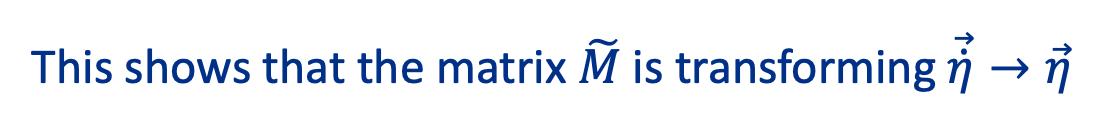 This shows that the matrix M̃ is transforming η̇⃗ → η⃗